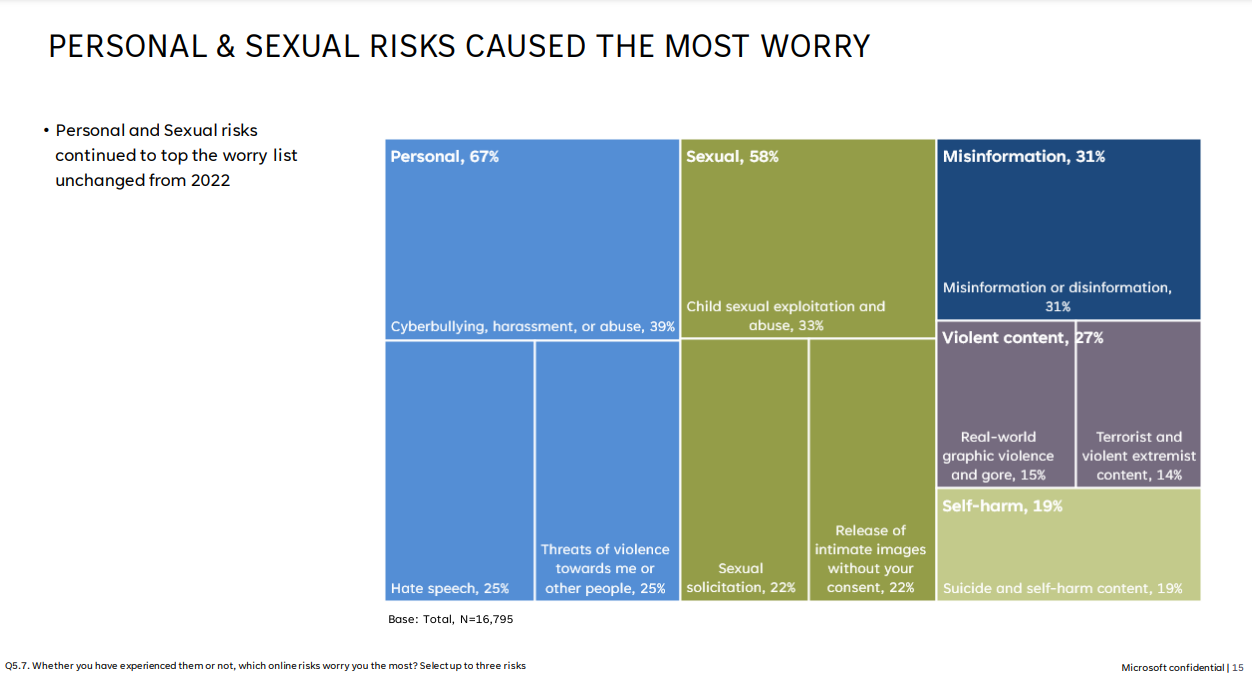 PERSONAL & SEXUAL RISKS CAUSED THE MOST WORRY
• Personal and Sexual risks
continued to top the worry list
unchanged from 2022
Personal, 67%
Cyberbullying, harassment, or abuse, 39%
Hate speech, 25%
Threats of violence
towards me or
other people, 25%
Sexual, 58%
Child sexual exploitation and
abuse, 33%
Sexual
solicitation, 22%
Release of
intimate images
without your
consent, 22%
Misinformation, 31%
Misinformation or disinformation,
31%
Violent content, 27%
Real-world
graphic violence
and gore, 15%
Terrorist and
violent extremist
content, 14%
Self-harm, 19%
Suicide and self-harm content, 19%
Base: Total, N=16,795
Q5.7. Whether you have experienced them or not, which online risks worry you the most? Select up to three risks
Microsoft confidential | 15